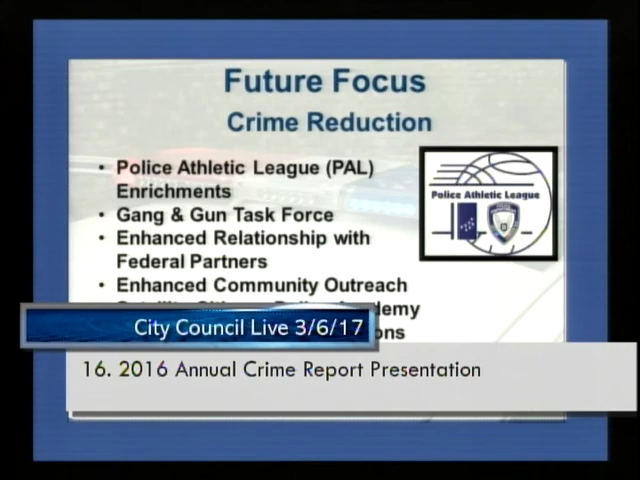 Future Focus
Crime Reduction
• Police Athletic League (PAL)
Enrichments
• Gang & Gun Task Force
• Enhanced Relationship with
Federal Partners
• Enhanced Community Outreach
Police Athletic League
City Council Live 3/6/17
16. 2016 Annual Crime Report Presentation